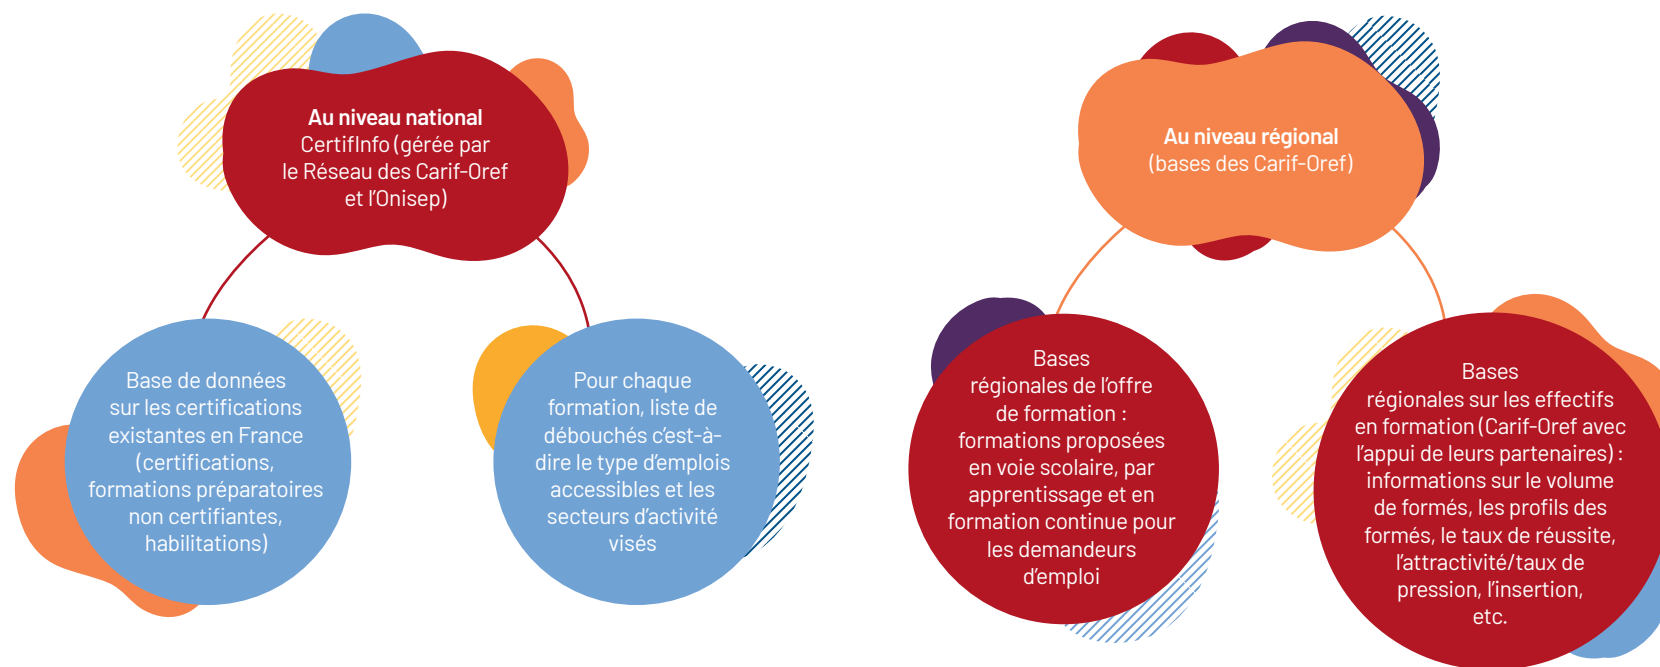 Au niveau national
CertifInfo (gérée par
le Réseau des Carif-Oref
et l'Onisep)
Base de données
sur les certifications
existantes en France
(certifications,
formations préparatoires
non certifiantes,
habilitations)
Pour chaque
formation, liste de
débouchés c'est-à-
dire le type d'emplois
accessibles et les
secteurs d'activité
visés
Au niveau régional
(bases des Carif-Oref)
Bases
régionales de l'offre
de formation :
formations proposées
en voie scolaire, par
apprentissage et en
formation continue pour
les demandeurs
d'emploi
Bases
régionales sur les effectifs
en formation (Carif-Oref avec
l'appui de leurs partenaires) :
informations sur le volume
de formés, les profils des
formés, le taux de réussite,
l'attractivité/taux de
pression, l'insertion,
etc.